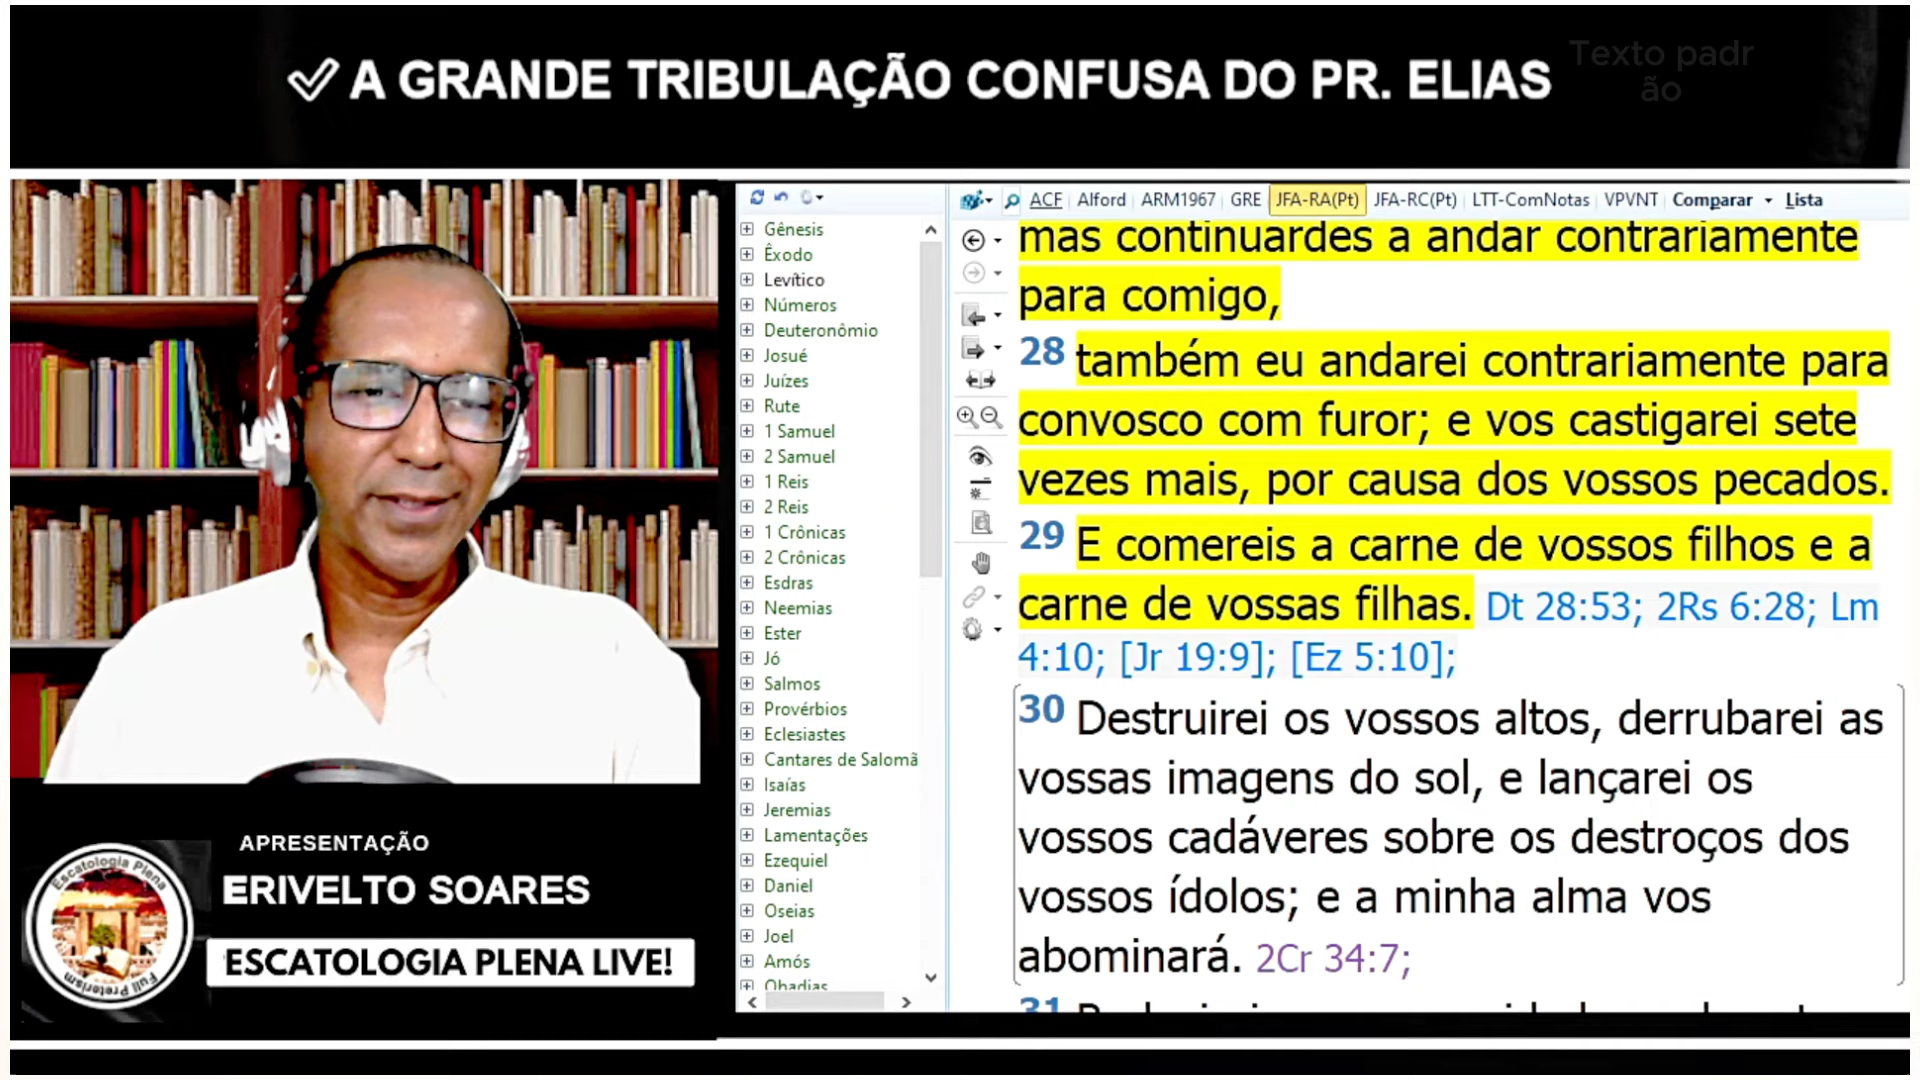 A GRANDE TRIBULAÇÃO CONFUSA DO PR. ELIAS
Texto padr
ão
ACF Alford ARM1967 GRE JFA-RA(Pt) JFA-RC(Pt) LTT-ComNotas VPVNT Comparar Lista
Gênesis
Êxodo
Levítico
Números
Deuteronômio
Josué
Juízes
Rute
1 Samuel
2 Samuel
1 Reis
2 Reis
1 Crônicas
2 Crônicas
Esdras
Neemias
Ester
Jó
Salmos
Provérbios
Eclesiastes
Cantares de Salomã
Isaías
Jeremias
Lamentações
Ezequiel
Daniel
Oseias
Joel
Amós
Obadias
mas continuardes a andar contrariamente
para comigo,
28 também eu andarei contrariamente para
convosco com furor; e vos castigarei sete
vezes mais, por causa dos vossos pecados.
29 E comereis a carne de vossos filhos e a
carne de vossas filhas. Dt 28:53; 2Rs 6:28; Lm
4:10; [Jr 19:9]; [Ez 5:10];
30 Destruirei os vossos altos, derrubarei as
vossas imagens do sol, e lançarei os
vossos cadáveres sobre os destroços dos
vossos ídolos; e a minha alma vos
abominará. 2Cr 34:7;
31
APRESENTAÇÃO
ERIVELTO SOARES
ESCATOLOGIA PLENA LIVE!
Escatologia Plena
Full Preterism